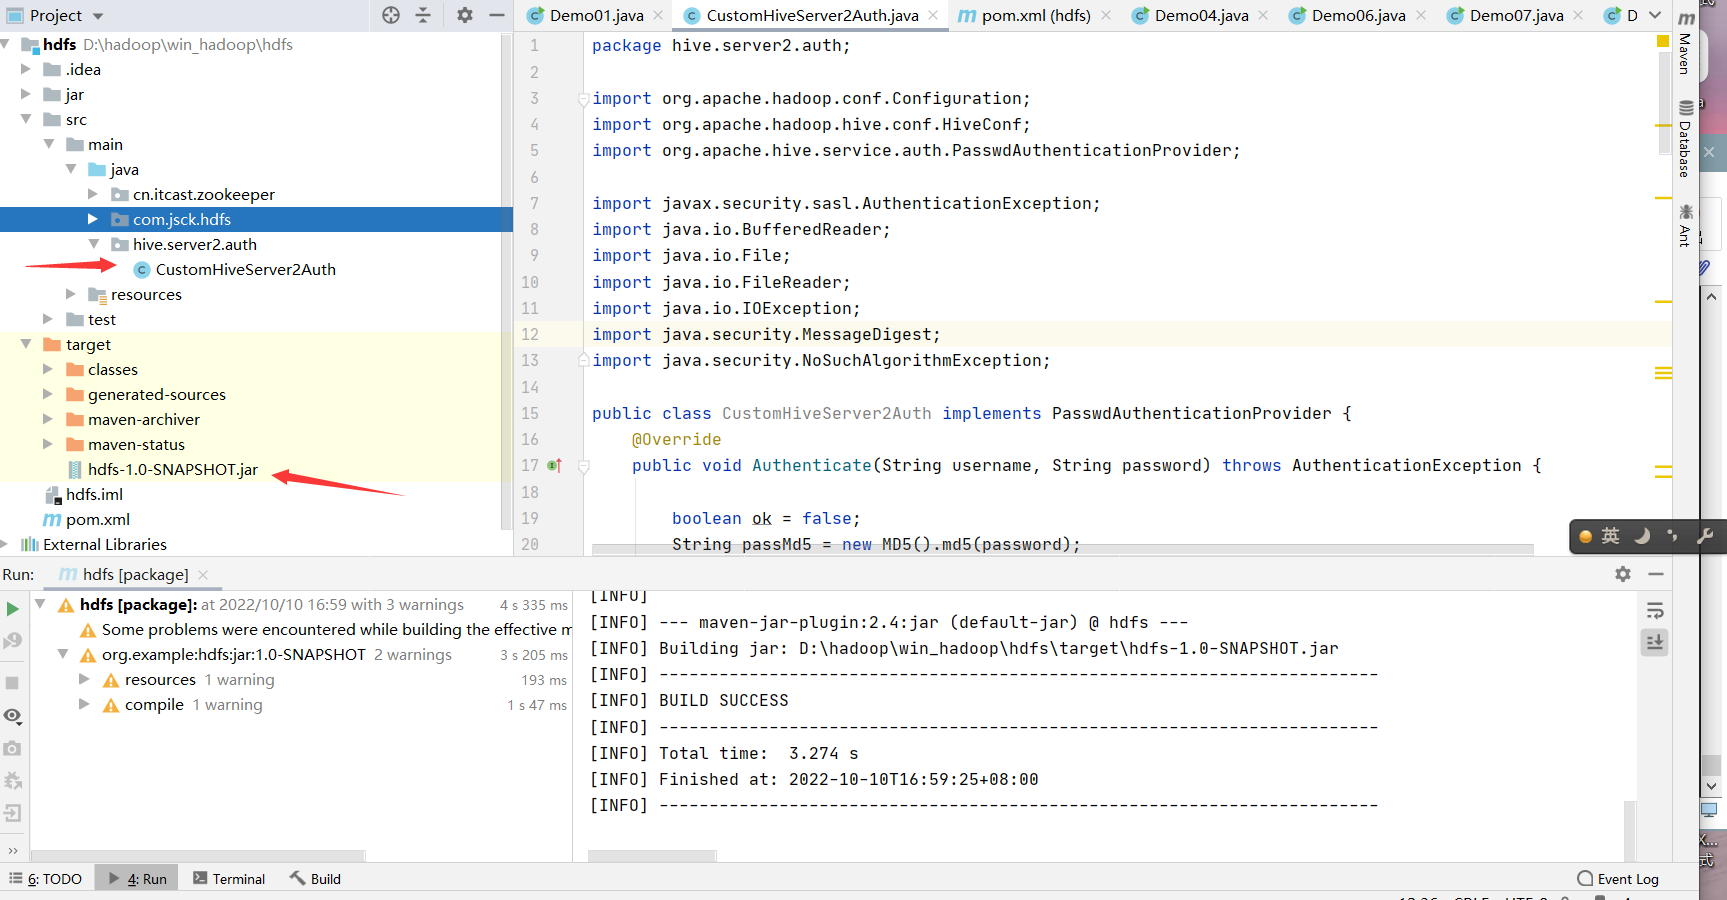 Project
Demo01.java
CustomHiveServer2Auth.java
pom.xml (hdfs)
Demo04.java
Demo06.java
Demo07.java
D
hdfs D:\hadoop\win_hadoop\hdfs
.idea
jar
src
main
java
cn.itcast.zookeeper
com.jsck.hdfs
hive.server2.auth
CustomHiveServer2Auth
resources
test
target
classes
generated-sources
maven-archiver
maven-status
hdfs-1.0-SNAPSHOT.jar
hdfs.iml
pom.xml
External Libraries
1 package hive.server2.auth;
2
3 import org.apache.hadoop.conf.Configuration;
4 import org.apache.hadoop.hive.conf.HiveConf;
5 import org.apache.hive.service.auth.PasswdAuthenticationProvider;
6
7 import javax.security.sasl.AuthenticationException;
8 import java.io.BufferedReader;
9 import java.io.File;
10 import java.io.FileReader;
11 import java.io.IOException;
12 import java.security.MessageDigest;
13 import java.security.NoSuchAlgorithmException;
14
15 public class CustomHiveServer2Auth implements PasswdAuthenticationProvider {
16 @Override
17 public void Authenticate(String username, String password) throws AuthenticationException {
18
19 boolean ok = false;
20 String passMd5 = new MD5().md5(password);
Maven
Database
Ant
英
Run: hdfs [package]
hdfs [package]: at 2022/10/10 16:59 with 3 warnings 4 s 335 ms
Some problems were encountered while building the effective m
org.example:hdfs:jar:1.0-SNAPSHOT 2 warnings 3 s 205 ms
resources 1 warning 193 ms
compile 1 warning 1 s 47 ms
[INFO]
[INFO] --- maven-jar-plugin:2.4:jar (default-jar) @ hdfs ---
[INFO] Building jar: D:\hadoop\win_hadoop\hdfs\target\hdfs-1.0-SNAPSHOT.jar
[INFO] ------------------------------------------------------------------------
[INFO] BUILD SUCCESS
[INFO] ------------------------------------------------------------------------
[INFO] Total time:  3.274 s
[INFO] Finished at: 2022-10-10T16:59:25+08:00
[INFO] ------------------------------------------------------------------------
6: TODO
4: Run
Terminal
Build
Event Log